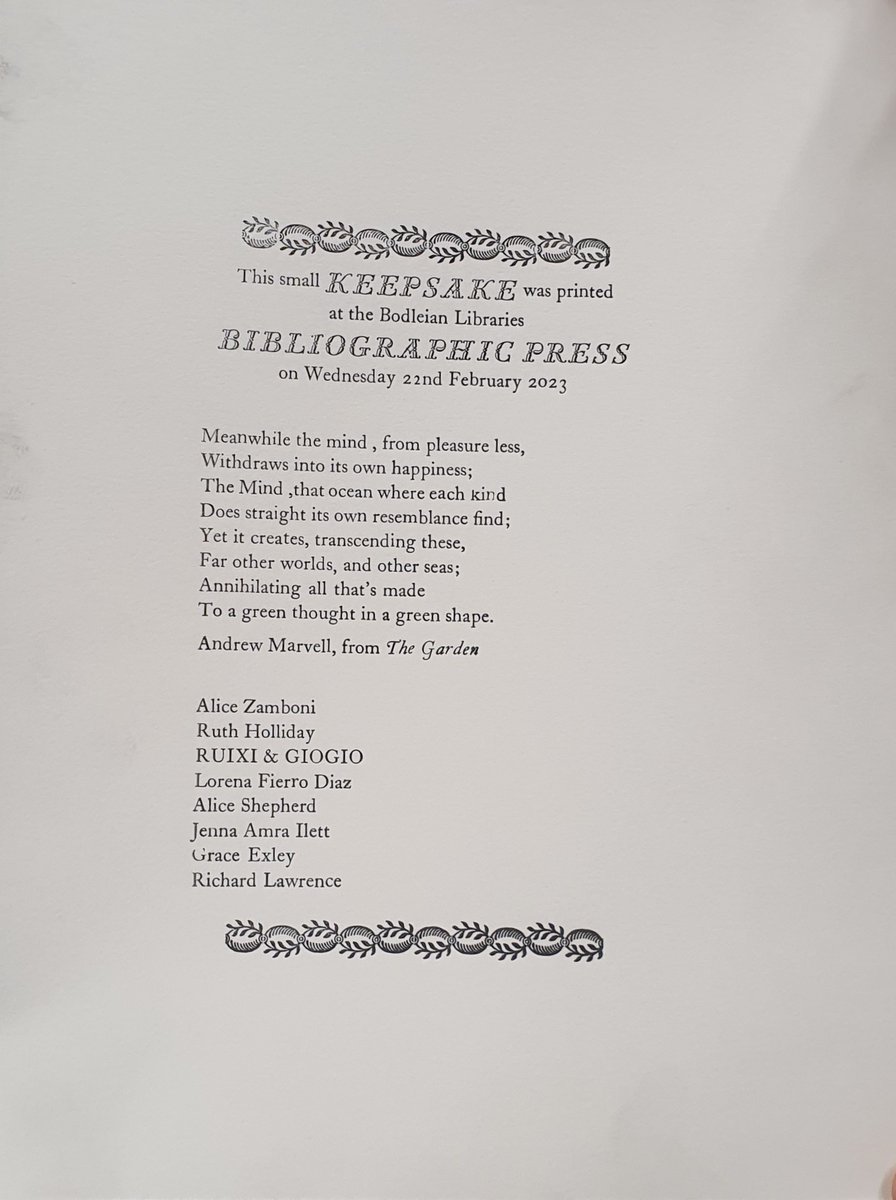 This small KEEPSAKE was printed
at the Bodleian Libraries
BIBLIOGRAPHIC PRESS
on Wednesday 22nd February 2023
Meanwhile the mind , from pleasure less,
Withdraws into its own happiness;
The Mind ,that ocean where each kind
Does straight its own resemblance find;
Yet it creates, transcending these,
Far other worlds, and other seas;
Annihilating all that's made
To a green thought in a green shape.
Andrew Marvell, from The Garden
Alice Zamboni
Ruth Holliday
RUIXI & GIOGIO
Lorena Fierro Diaz
Alice Shepherd
Jenna Amra Ilett
Grace Exley
Richard Lawrence